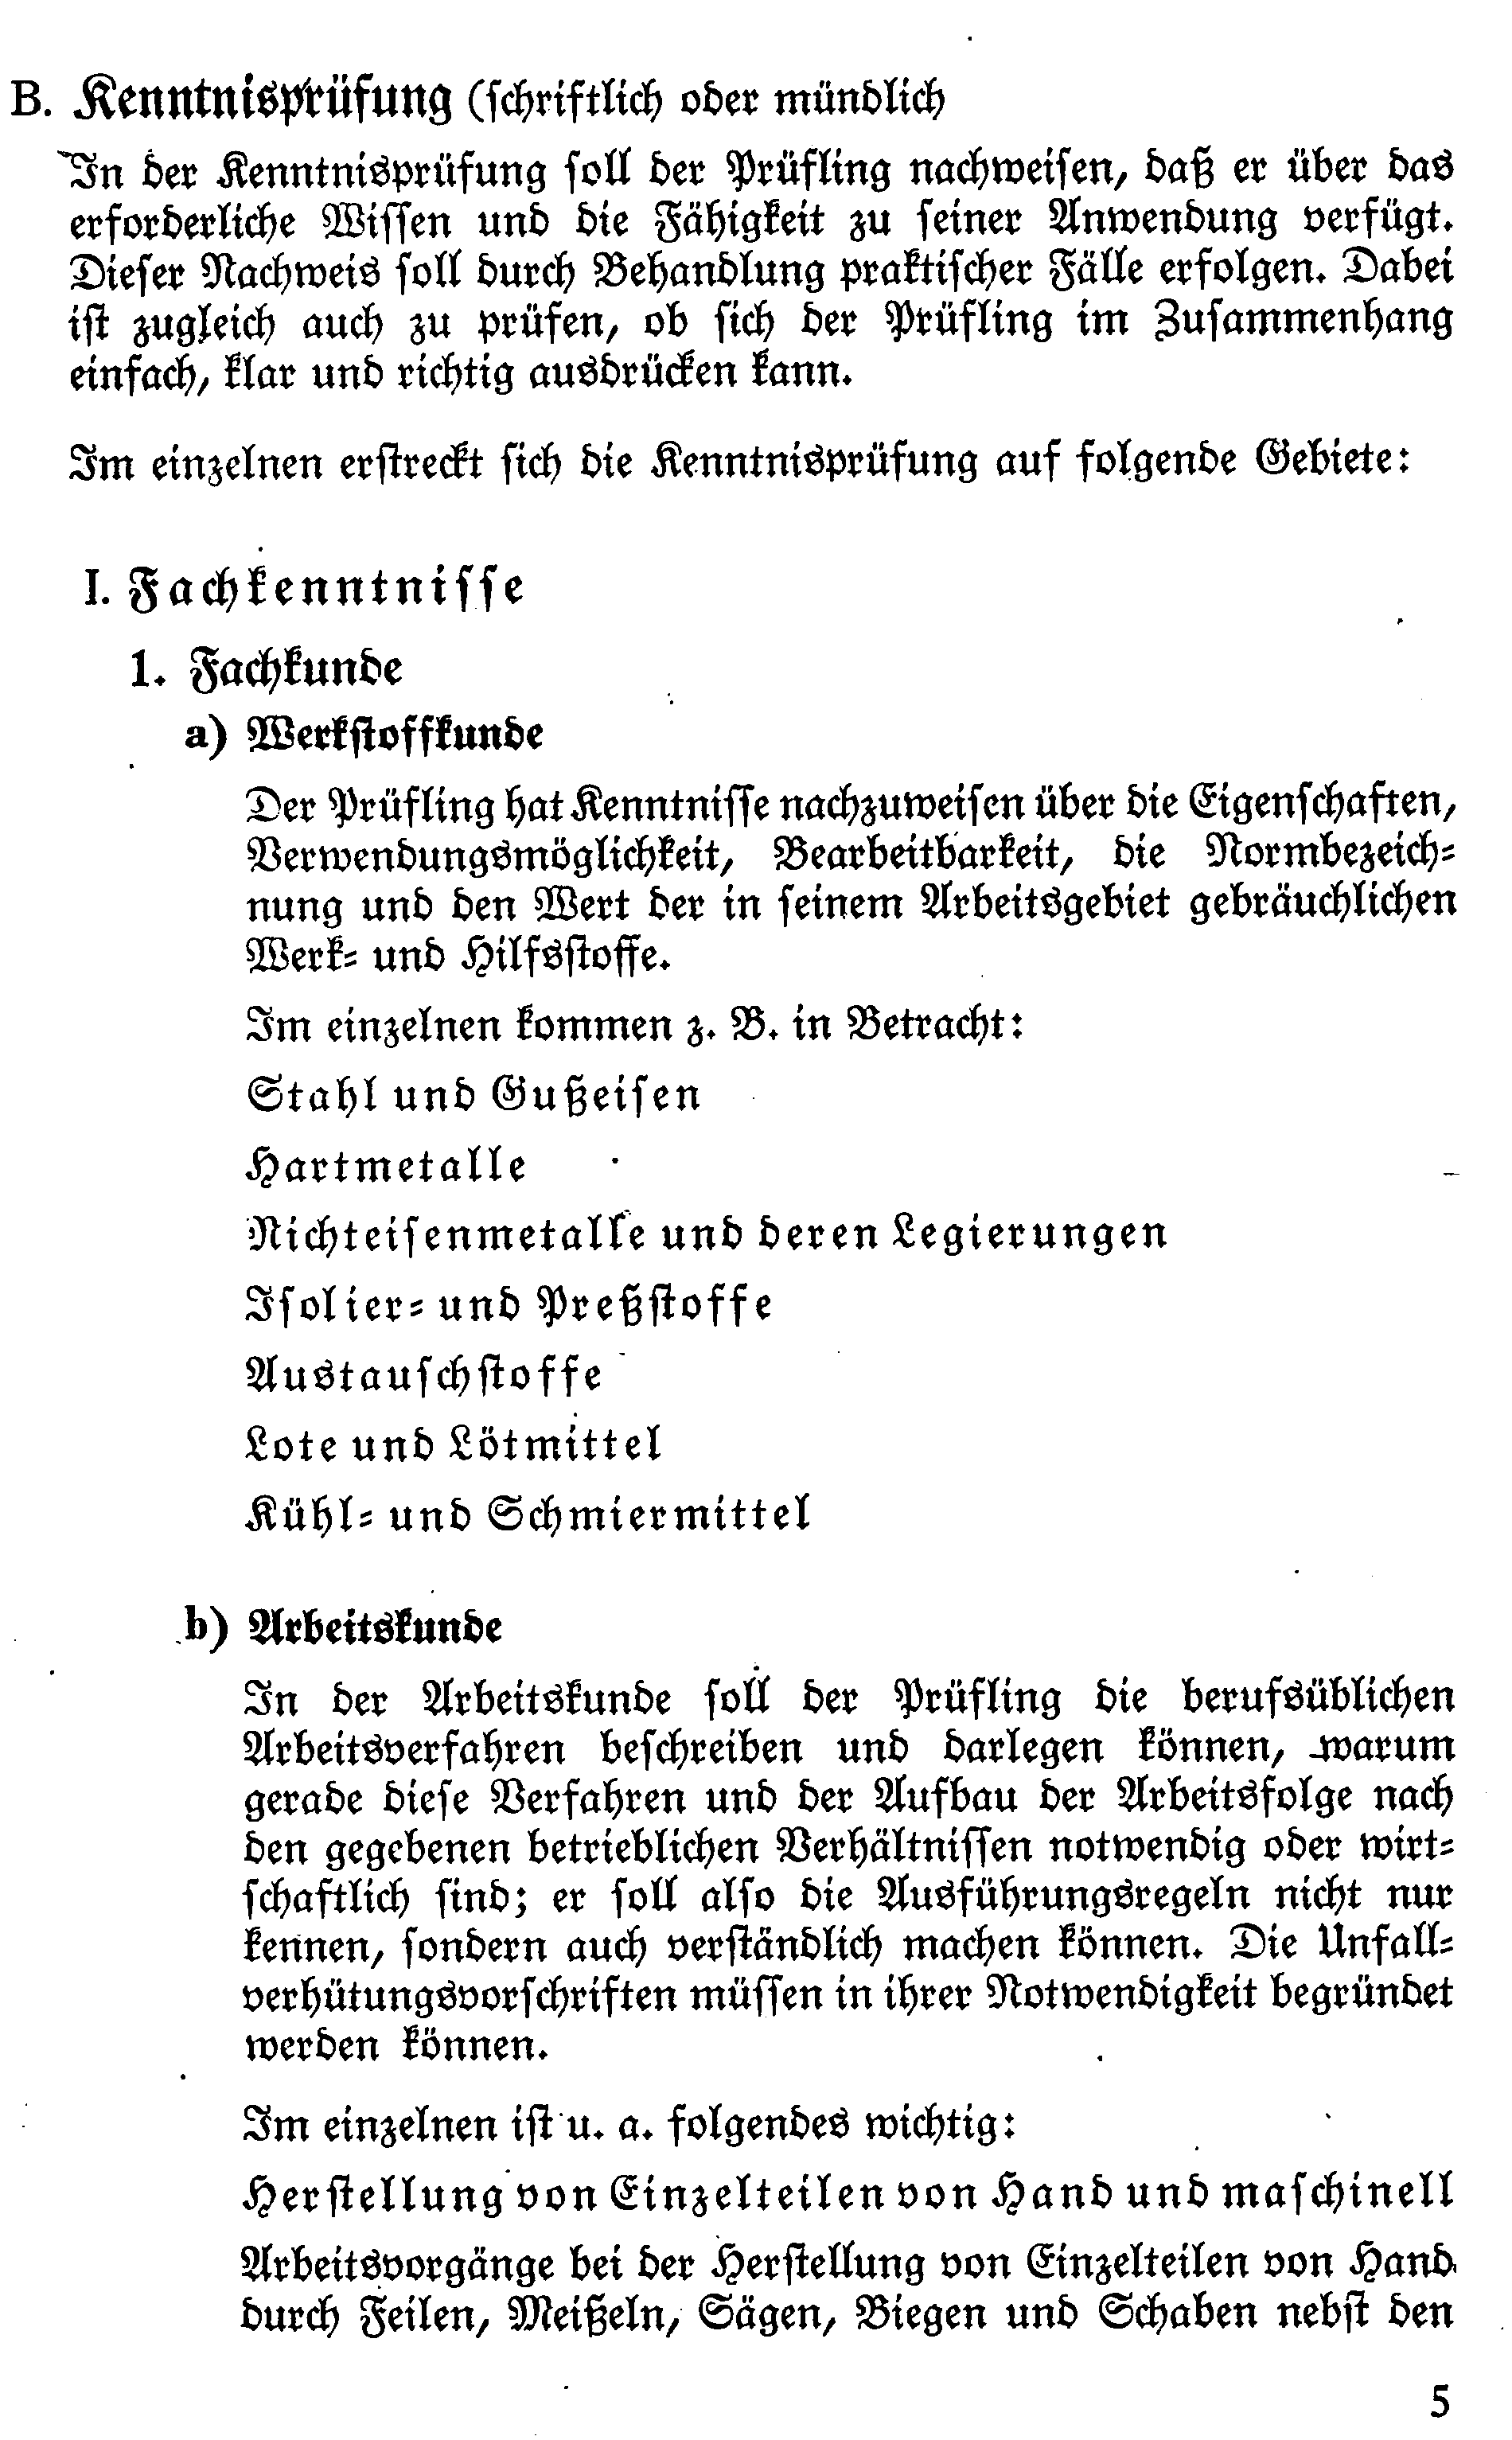 B. Kenntnisprüfung (schriftlich oder mündlich
In der Kenntnisprüfung soll der Prüfling nachweisen, daß er über das
erforderliche Wissen und die Fähigkeit zu seiner Anwendung verfügt.
Dieser Nachweis soll durch Behandlung praktischer Fälle erfolgen. Dabei
ist zugleich auch zu prüfen, ob sich der Prüfling im Zusammenhang
einfach, klar und richtig ausdrücken kann.
Im einzelnen erstreckt sich die Kenntnisprüfung auf folgende Gebiete:
I. Fachkenntnisse
1. Fachkunde
a) Werkstoffkunde
Der Prüfling hat Kenntnisse nachzuweisen über die Eigenschaften,
Verwendungsmöglichkeit, Bearbeitbarkeit, die Normbezeich-
nung und den Wert der in seinem Arbeitsgebiet gebräuchlichen
Werk- und Hilfsstoffe.
Im einzelnen kommen z. B. in Betracht:
Stahl und Gußeisen
Hartmetalle
Nichteisenmetalle und deren Legierungen
Isolier- und Preßstoffe
Austauschstoffe
Lote und Lötmittel
Kühl- und Schmiermittel
b) Arbeitskunde
In der Arbeitskunde soll der Prüfling die berufsüblichen
Arbeitsverfahren beschreiben und darlegen können, warum
gerade diese Verfahren und der Aufbau der Arbeitsfolge nach
den gegebenen betrieblichen Verhältnissen notwendig oder wirt-
schaftlich sind; er soll also die Ausführungsregeln nicht nur
kennen, sondern auch verständlich machen können. Die Unfall-
verhütungsvorschriften müssen in ihrer Notwendigkeit begründet
werden können.
Im einzelnen ist u. a. folgendes wichtig:
Herstellung von Einzelteilen von Hand und maschinell
Arbeitsvorgänge bei der Herstellung von Einzelteilen von Hand
durch Feilen, Meißeln, Sägen, Biegen und Schaben nebst den
5